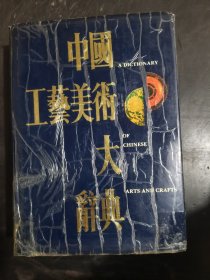 中國
A DICTIONARY
工藝美術
OF
CHINESE
大
ARTS AND CRAFTS
辭典